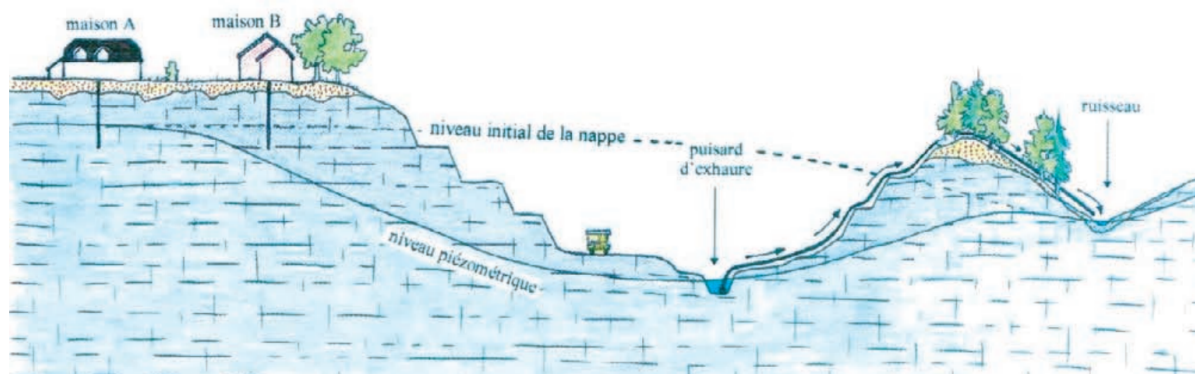 maison A
maison B
niveau initial de la nappe
puisard
d'exhaure
ruisseau
niveau piézométrique